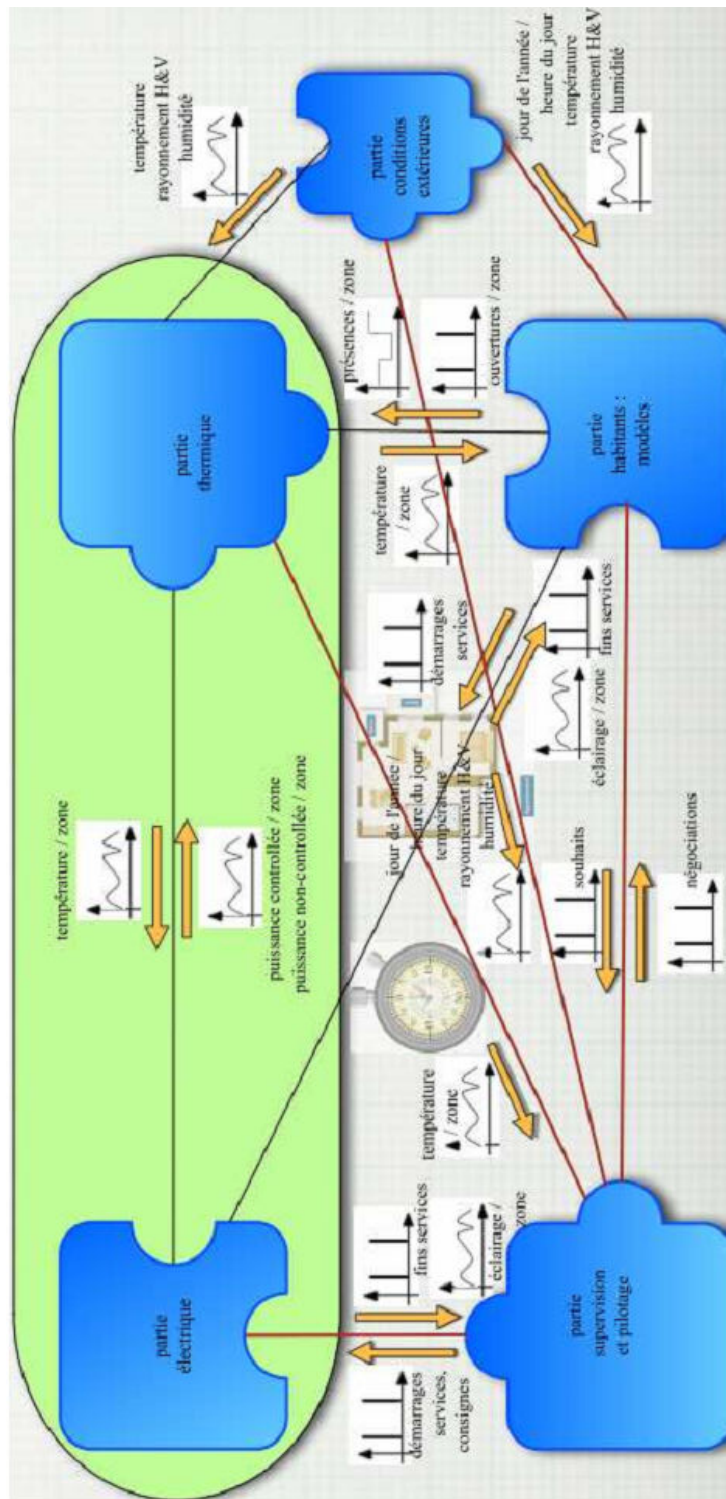 température / zone
partie
électrique
partie
thermique
température
rayonnement H&V
humidité
puissance controllée / zone
puissance non-controllée / zone
démarrages
services,
consignes
fins services
éclairage /
zone
température
/ zone
jour de l'année /
heure du jour
température
rayonnement H&V
humidité
démarrages
services
température
/ zone
présences / zone
ouvertures / zone
partie
conditions
extérieures
fins services
éclairage / zone
souhaits
négociations
partie
supervision
et pilotage
partie
habitants :
modèles
jour de l'année /
heure du jour
température
rayonnement H&V
humidité